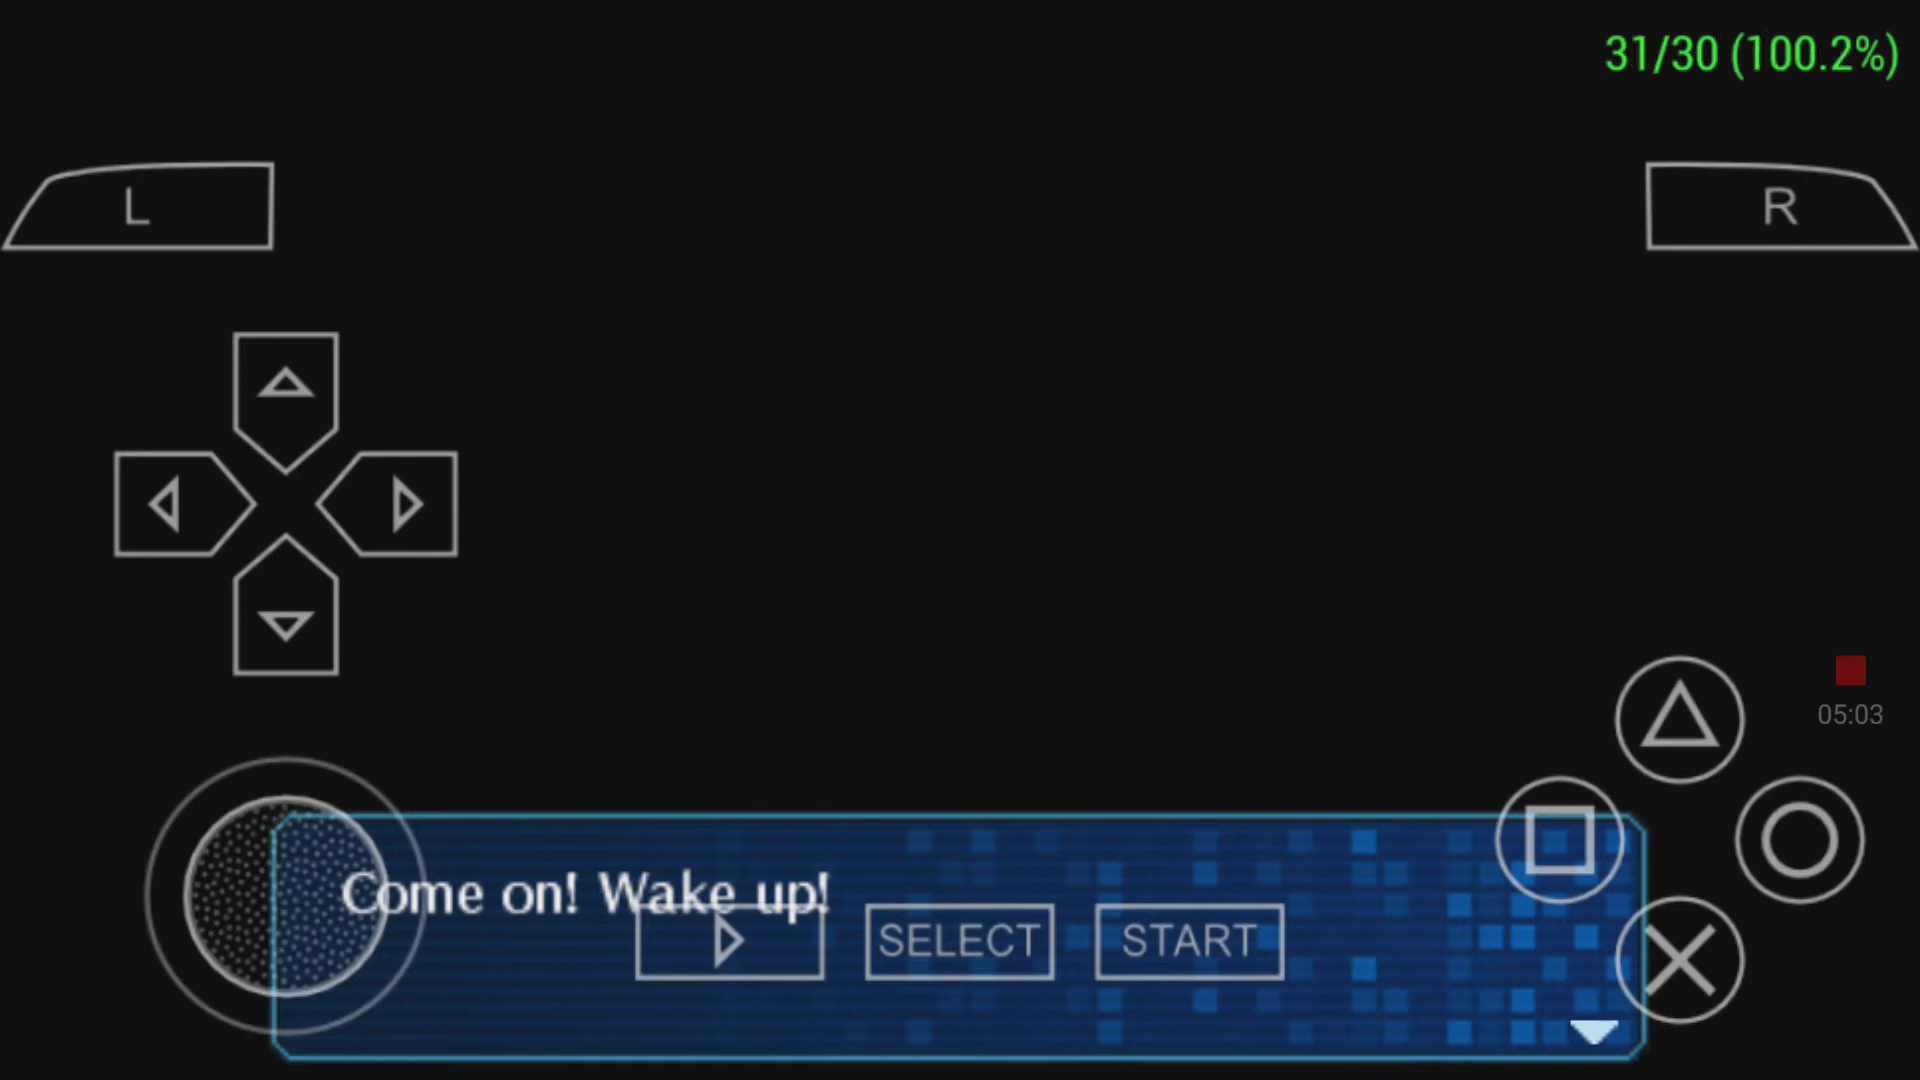 31/30 (100.2%)
L
R
05:03
Come on! Wake up!
SELECT
START